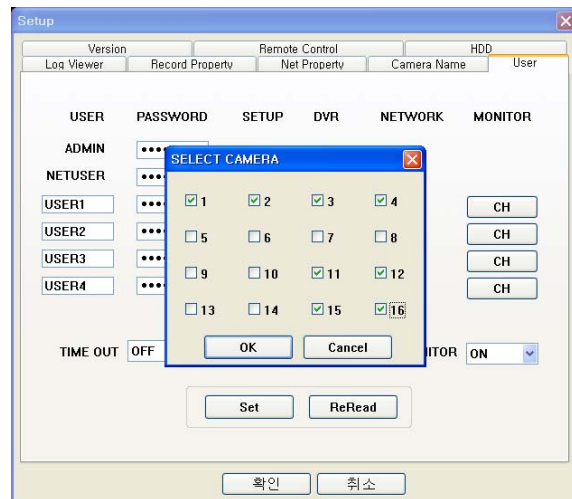 Setup
Version Remote Control HDD
Log Viewer Record Property Net Property Camera Name User
USER PASSWORD SETUP DVR NETWORK MONITOR
ADMIN
NETUSER
SELECT CAMERA
USER1 CH
USER2 CH
USER3 CH
USER4 CH
1 2 3 4
5 6 7 8
9 10 11 12
13 14 15 16
OK Cancel
TIME OUT OFF ITOR ON
Set ReRead
확인 취소